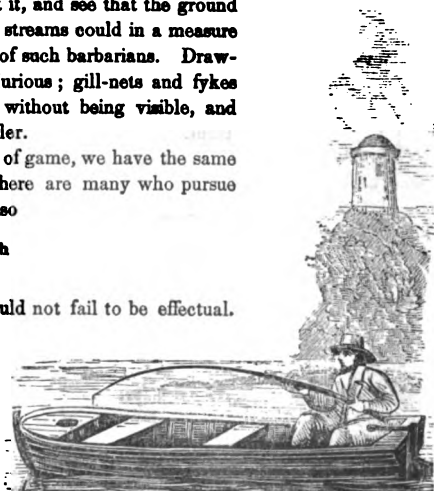 it, and see that the ground
streams could in a measure
of such barbarians. Draw-
urious; gill-nets and fykes
without being visible, and
ler.
of game, we have the same
here are many who pursue
so
h
uld not fail to be effectual.